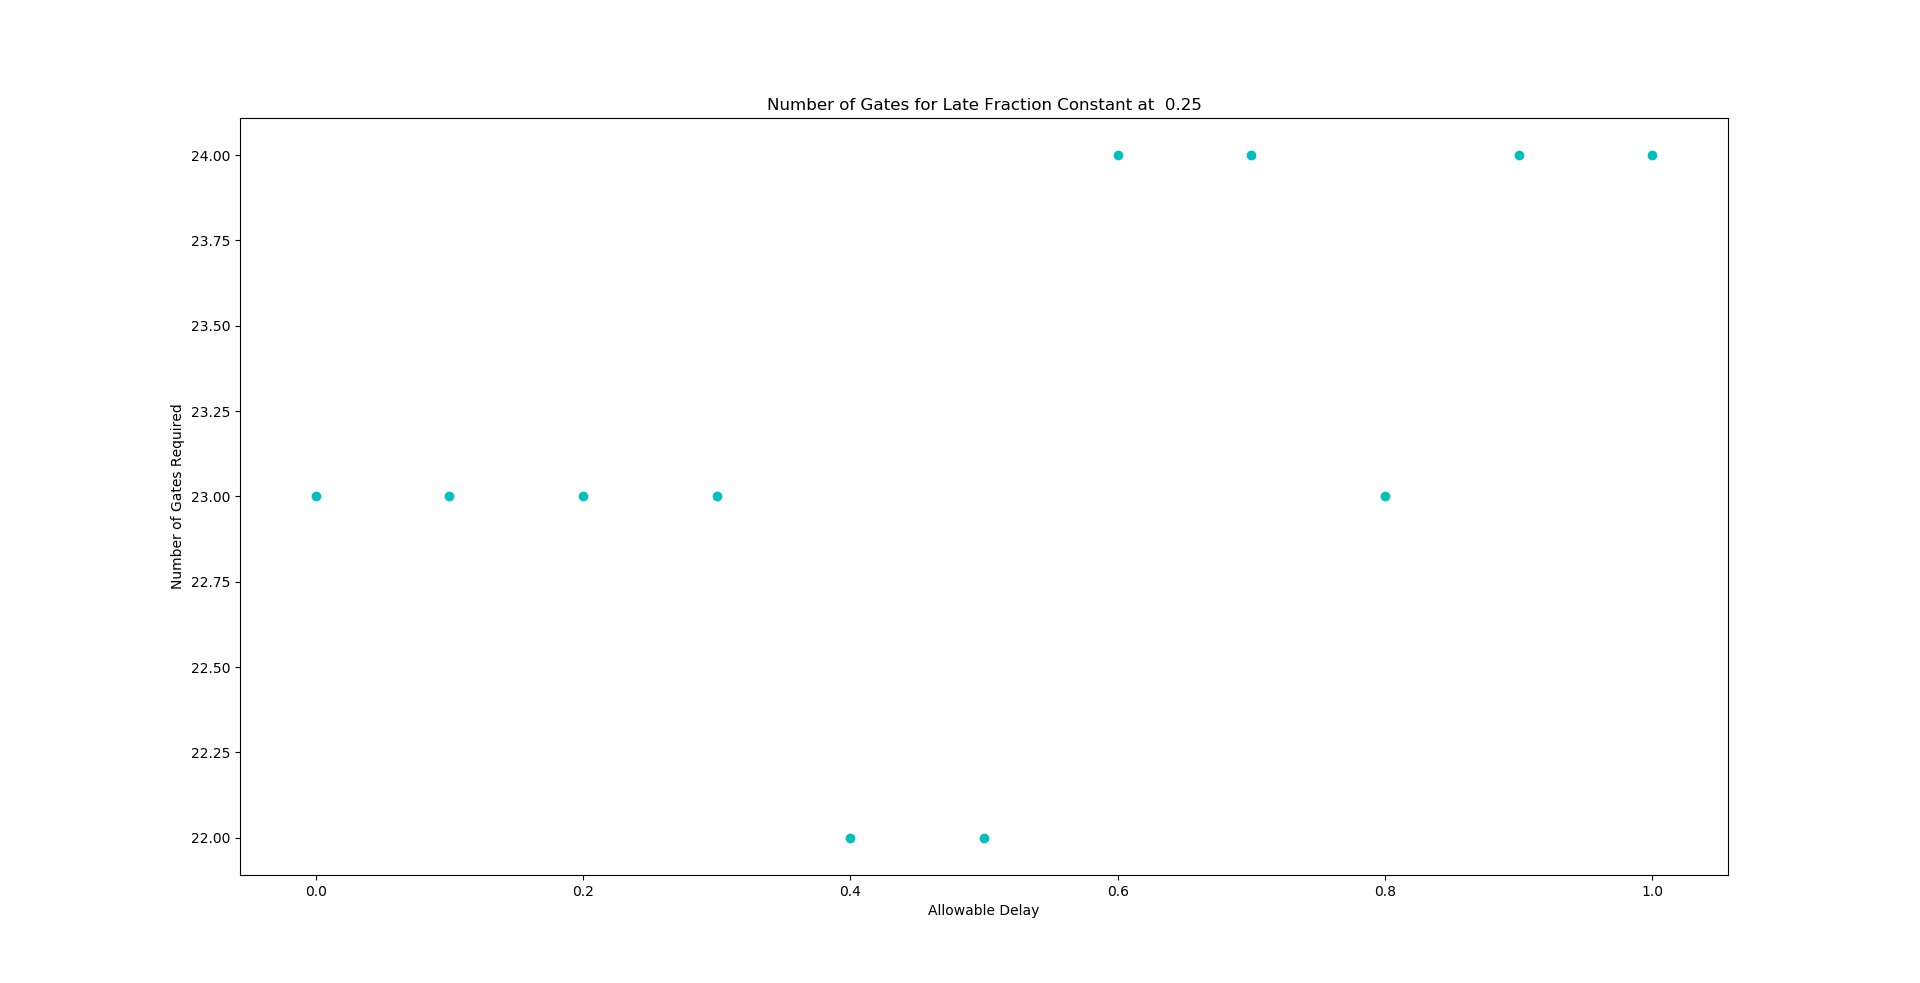 Number of Gates for Late Fraction Constant at  0.25
24.00
23.75
23.50
23.25
23.00
22.75
22.50
22.25
22.00
Number of Gates Required
0.0 0.2 0.4 0.6 0.8 1.0
Allowable Delay